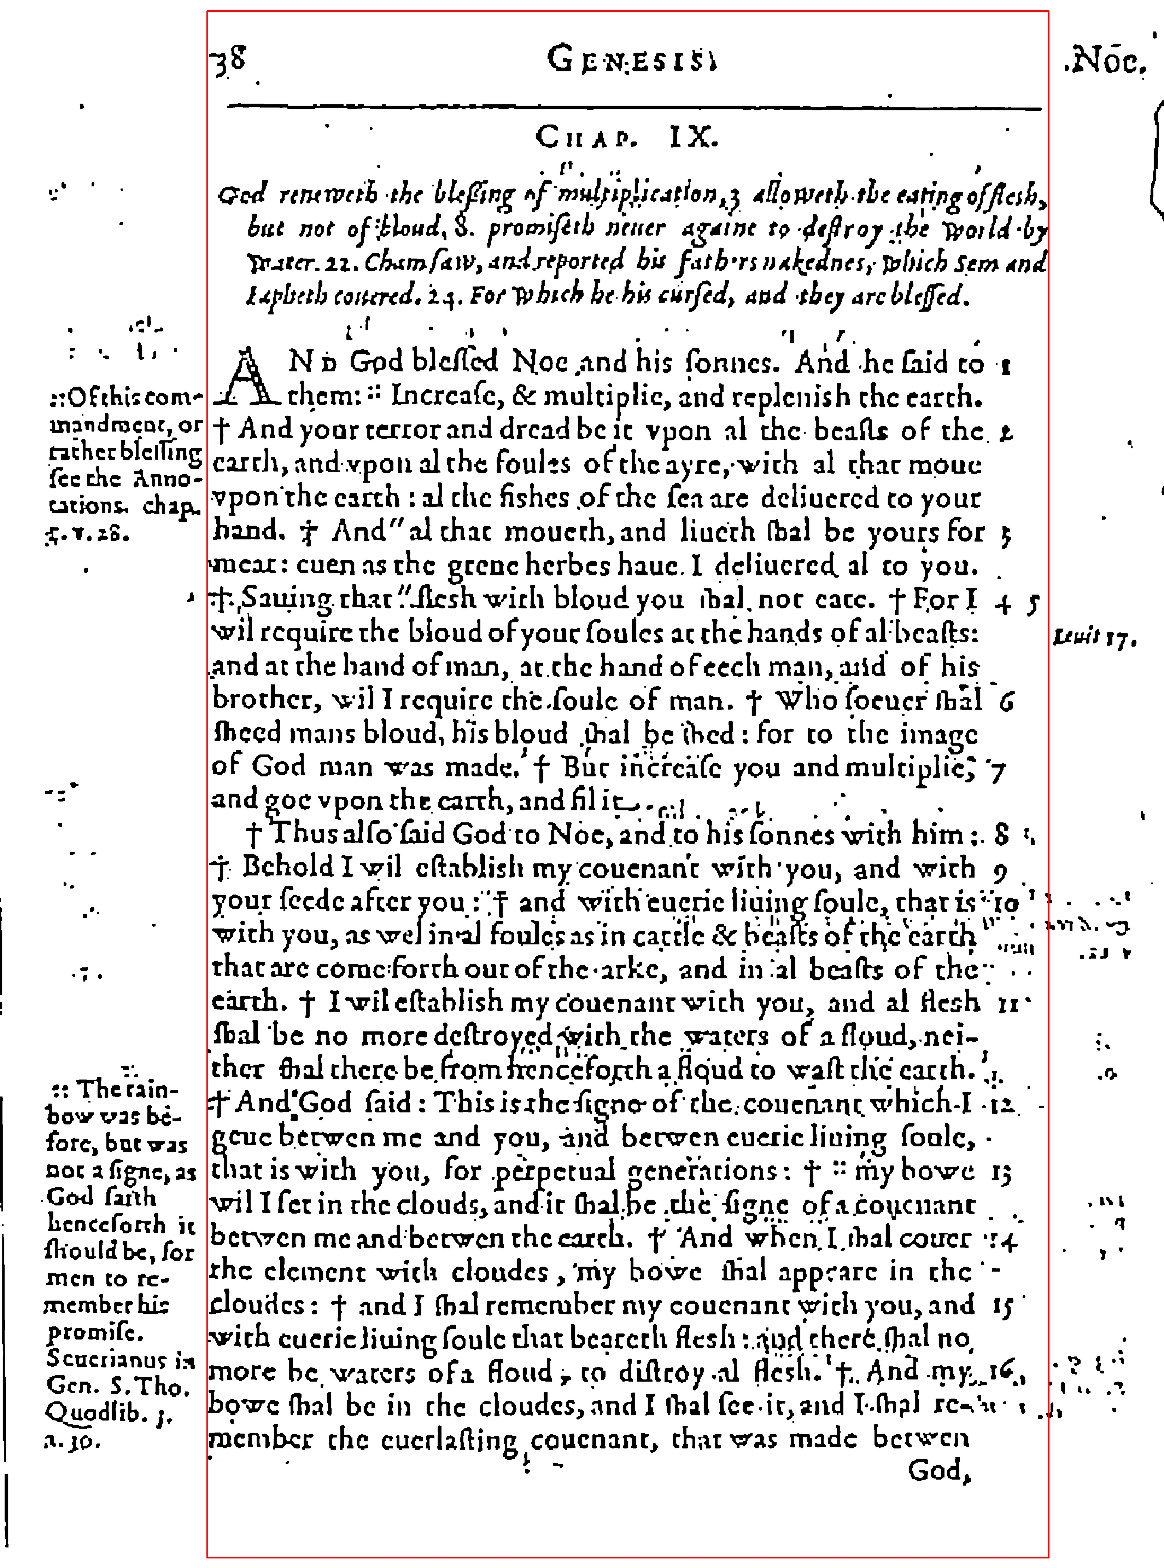 38 GENESIS. Nōe.
CHAP. IX.
God reneweth the bleſſing of multiplication, 3 alloweth the eating of flesh,
but not of bloud, 8. promiſeth neuer againe to deſtroy the world by
water. 22. Cham ſaw, and reported his fathers nakednes, which Sem and
Iapheth couered. 24. For which he his curſed, and they are bleſſed.
AND God bleſſed Noe and his ſonnes. And he ſaid to 1
them: :: Increaſe, & multiplie, and replenish the earth.
† And your terror and dread be it vpon al the beaſts of the 2
earth, and vpon al the foules of the ayre, with al that moue
vpon the earth: al the fishes of the ſea are deliuered to your
hand. † And " al that moueth, and liueth ſhal be yours for 3
meat: euen as the grene herbes haue I deliuered al to you.
† Sauing that " flesh with bloud you ſhal not eate. † For I 4 5
wil require the bloud of your ſoules at the hands of al beaſts:
and at the hand of man, at the hand of eech man, and of his
brother, wil I require the ſoule of man. † Who ſoeuer ſhal 6
ſheed mans bloud, his bloud ſhal be ſhed: for to the image
of God man was made. † But increaſe you and multiplie, 7
and goe vpon the earth, and fil it.
† Thus alſo ſaid God to Noe, and to his ſonnes with him: 8
† Behold I wil eſtablish my couenant with you, and with 9
your ſeede after you: † and with euerie liuing ſoule, that is 10
with you, as wel in al foules as in cattle & beaſts of the earth
that are come forth out of the arke, and in al beaſts of the
earth. † I wil eſtablish my couenant with you, and al flesh 11
ſhal be no more deſtroyed with the waters of a floud, nei-
ther ſhal there be from henceforth a floud to waſt the earth.
† And God ſaid: This is the ſigne of the couenant which I 12
geue betwen me and you, and betwen euerie liuing ſoule,
that is with you, for perpetual generations: † :: my bowe 13
wil I ſet in the clouds, and it ſhal be the ſigne of a couenant
betwen me and betwen the earth. † And when I ſhal couer 14
the element with cloudes, my bowe ſhal appeare in the
cloudes: † and I ſhal remember my couenant with you, and 15
with euerie liuing ſoule that beareth flesh: and there ſhal no
more be waters of a floud, to diſtroy al flesh. † And my 16
bowe ſhal be in the cloudes, and I ſhal ſee it, and I ſhal re-
member the euerlaſting couenant, that was made betwen
God,
:: Of this com-
mandment, or
rather bleſſing
ſee the Anno-
tations. chap.
v. 28.
:: The rain-
bow was be-
fore, but was
not a ſigne, as
God ſaith
henceforth it
ſhould be, for
men to re-
member his
promiſe.
Seuerianus in
Gen. S. Tho.
Quodlib. 3.
a. 30.
Leuit 17.